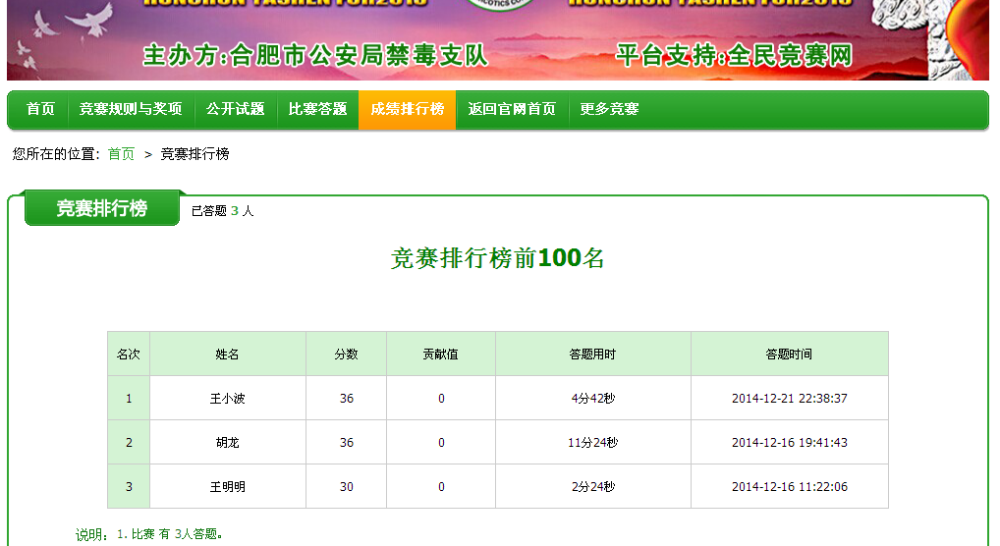 主办方:合肥市公安局禁毒支队 平台支持:全民竞赛网
首页 竞赛规则与奖项 公开试题 比赛答题 成绩排行榜 返回官网首页 更多竞赛
您所在的位置: 首页 > 竞赛排行榜
竞赛排行榜 已答题 3 人
竞赛排行榜前100名
名次 姓名 分数 贡献值 答题用时 答题时间
1 王小波 36 0 4分42秒 2014-12-21 22:38:37
2 胡龙 36 0 11分24秒 2014-12-16 19:41:43
3 王明明 30 0 2分24秒 2014-12-16 11:22:06
说明: 1. 比赛 有 3人答题。